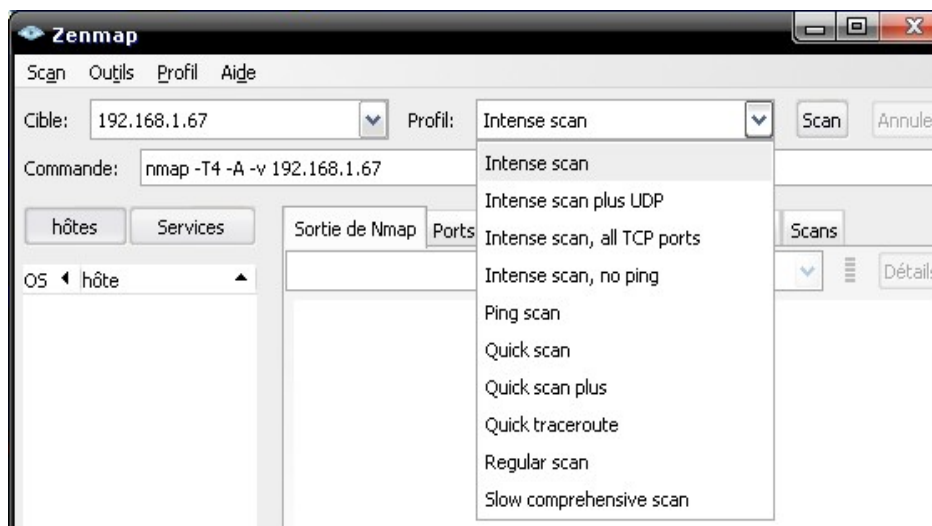 Zenmap
Scan Outils Profil Aide
Cible: 192.168.1.67 Profil: Intense scan Scan Annule
Commande: nmap -T4 -A -v 192.168.1.67
Intense scan
Intense scan plus UDP
hôtes Services Sortie de Nmap Ports Scans
Intense scan, all TCP ports
OS hôte Détails
Intense scan, no ping
Ping scan
Quick scan
Quick scan plus
Quick traceroute
Regular scan
Slow comprehensive scan